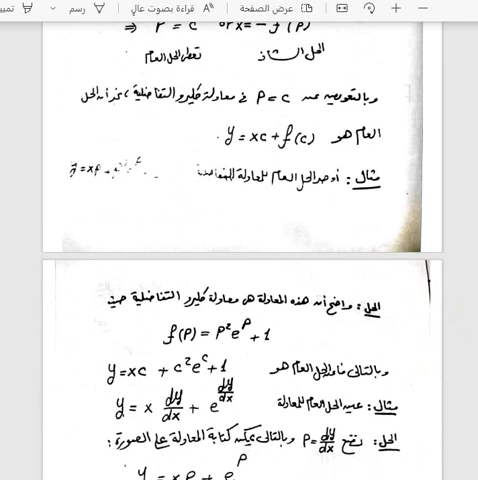 عرض الصفحة | قراءة بصوت عالٍ | رسم
⇒ P = c or x = - f'(P)
الحل الشاذ تعطي الحل العام
وبالتعويض عن P = c في معادلة كليرو التفاضلية، نجد أن الحل
العام هو y = xc + f(c)
مثال: أوجد الحل العام للمعادلة التفاضلية
الحل: واضح أن هذه المعادلة هي معادلة كليرو التفاضلية حيث
f(P) = P²e^P + 1
وبالتالي فإن الحل العام هو y = xc + c²e^c + 1
مثال: عين الحل العام للمعادلة y = x dy/dx + e^(dy/dx)
الحل: نضع P = dy/dx وبالتالي يمكن كتابة المعادلة على الصورة:
y = xP + e^P